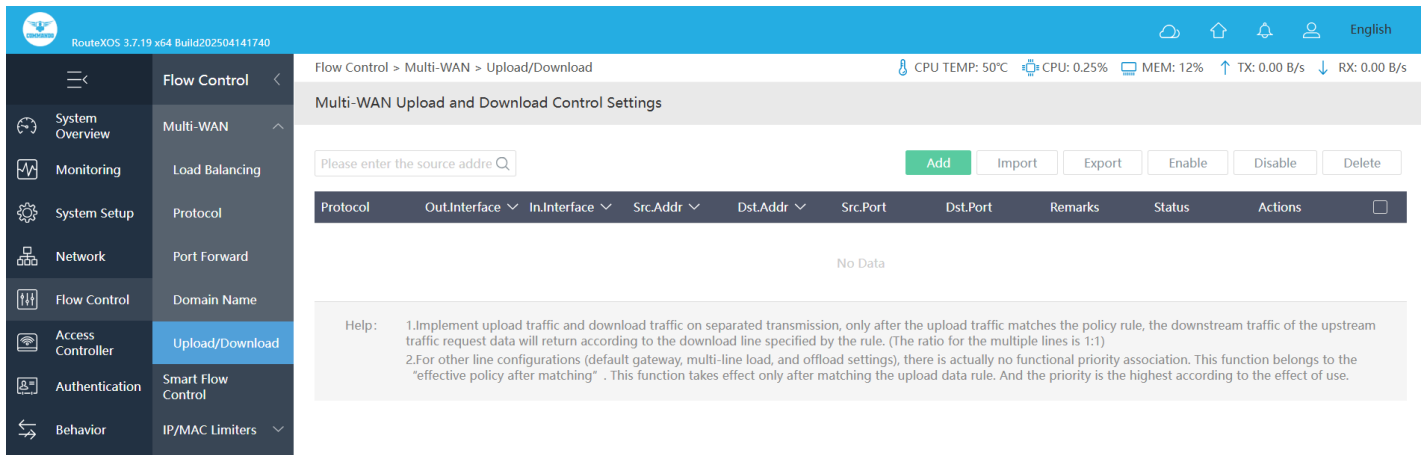 RouteXOS 3.7.19 x64 Build202504141740
English
Flow Control
System Overview
Monitoring
System Setup
Network
Flow Control
Access Controller
Authentication
Behavior
Multi-WAN
Load Balancing
Protocol
Port Forward
Domain Name
Upload/Download
Smart Flow Control
IP/MAC Limiters
Flow Control > Multi-WAN > Upload/Download
CPU TEMP: 50℃ CPU: 0.25% MEM: 12% TX: 0.00 B/s RX: 0.00 B/s
Multi-WAN Upload and Download Control Settings
Please enter the source addre
Add Import Export Enable Disable Delete
Protocol Out.Interface In.Interface Src.Addr Dst.Addr Src.Port Dst.Port Remarks Status Actions
No Data
Help: 1.Implement upload traffic and download traffic on separated transmission, only after the upload traffic matches the policy rule, the downstream traffic of the upstream
traffic request data will return according to the download line specified by the rule. (The ratio for the multiple lines is 1:1)
2.For other line configurations (default gateway, multi-line load, and offload settings), there is actually no functional priority association. This function belongs to the
“effective policy after matching”. This function takes effect only after matching the upload data rule. And the priority is the highest according to the effect of use.